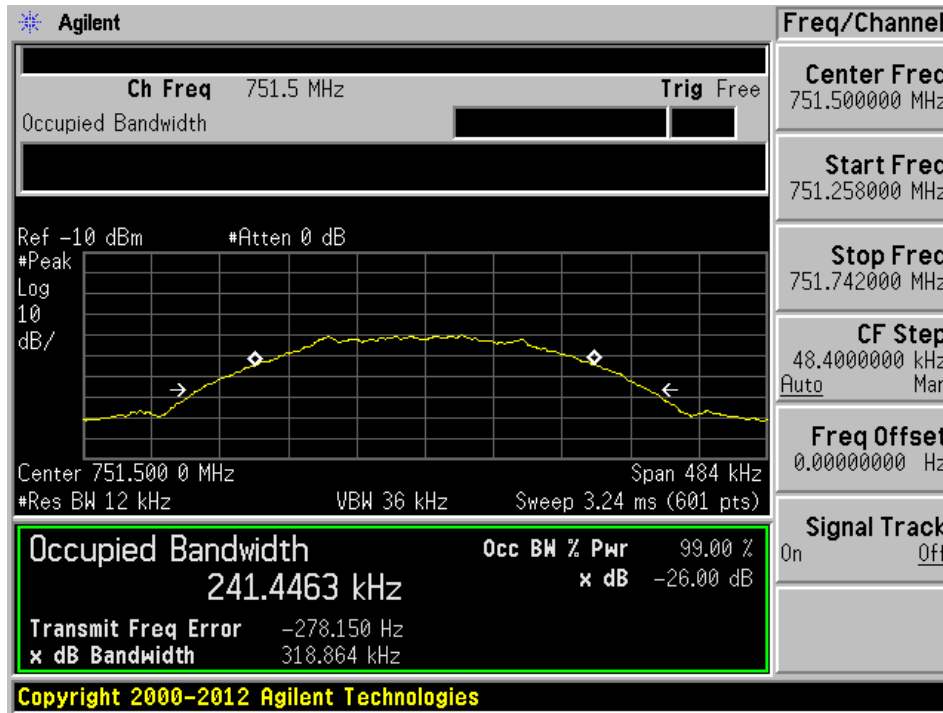 Agilent
Freq/Channel
Ch Freq 751.5 MHz Trig Free
Occupied Bandwidth
Center Freq
751.500000 MHz
Start Freq
751.258000 MHz
Stop Freq
751.742000 MHz
CF Step
48.4000000 kHz
Auto Man
Freq Offset
0.00000000 Hz
Signal Track
On Off
Ref -10 dBm #Atten 0 dB
#Peak
Log
10
dB/
Center 751.500 0 MHz Span 484 kHz
#Res BW 12 kHz VBW 36 kHz Sweep 3.24 ms (601 pts)
Occupied Bandwidth Occ BW % Pwr 99.00 %
241.4463 kHz x dB -26.00 dB
Transmit Freq Error -278.150 Hz
x dB Bandwidth 318.864 kHz
Copyright 2000-2012 Agilent Technologies